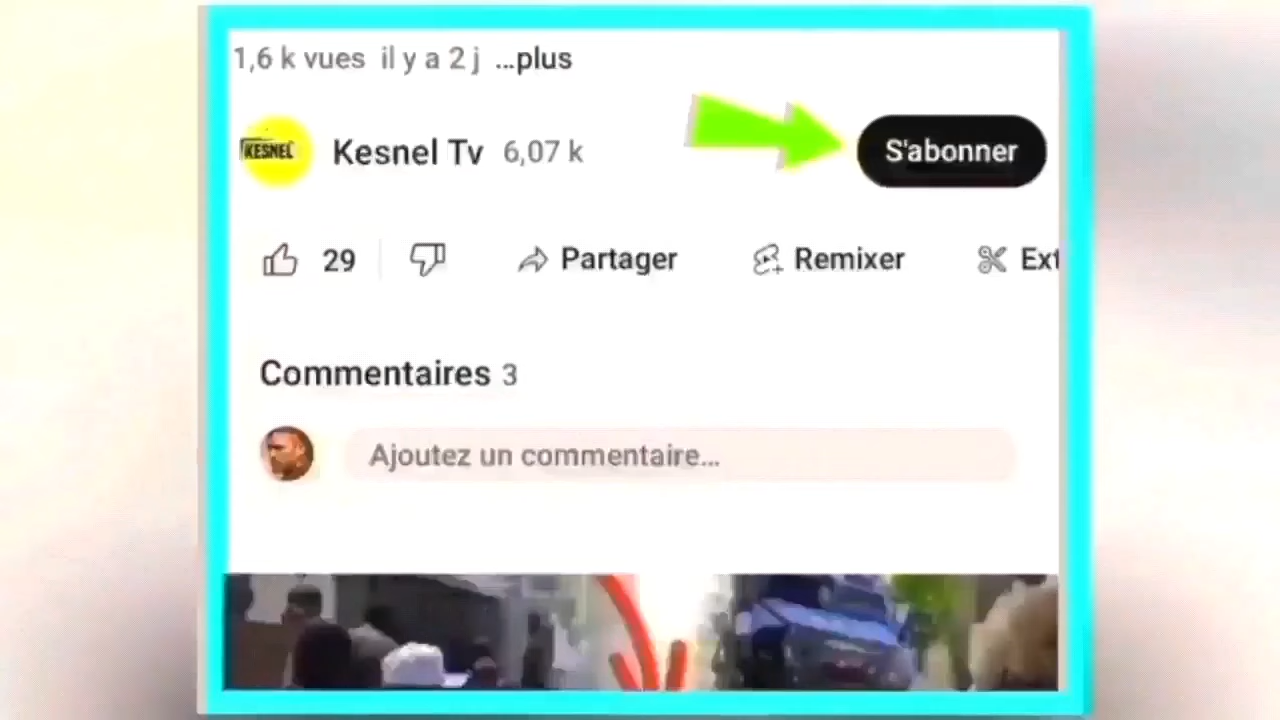 1,6 k vues il y a 2 j ...plus
KESNEL
Kesnel Tv 6,07 k
S'abonner
29
Partager
Remixer
Ext
Commentaires 3
Ajoutez un commentaire...